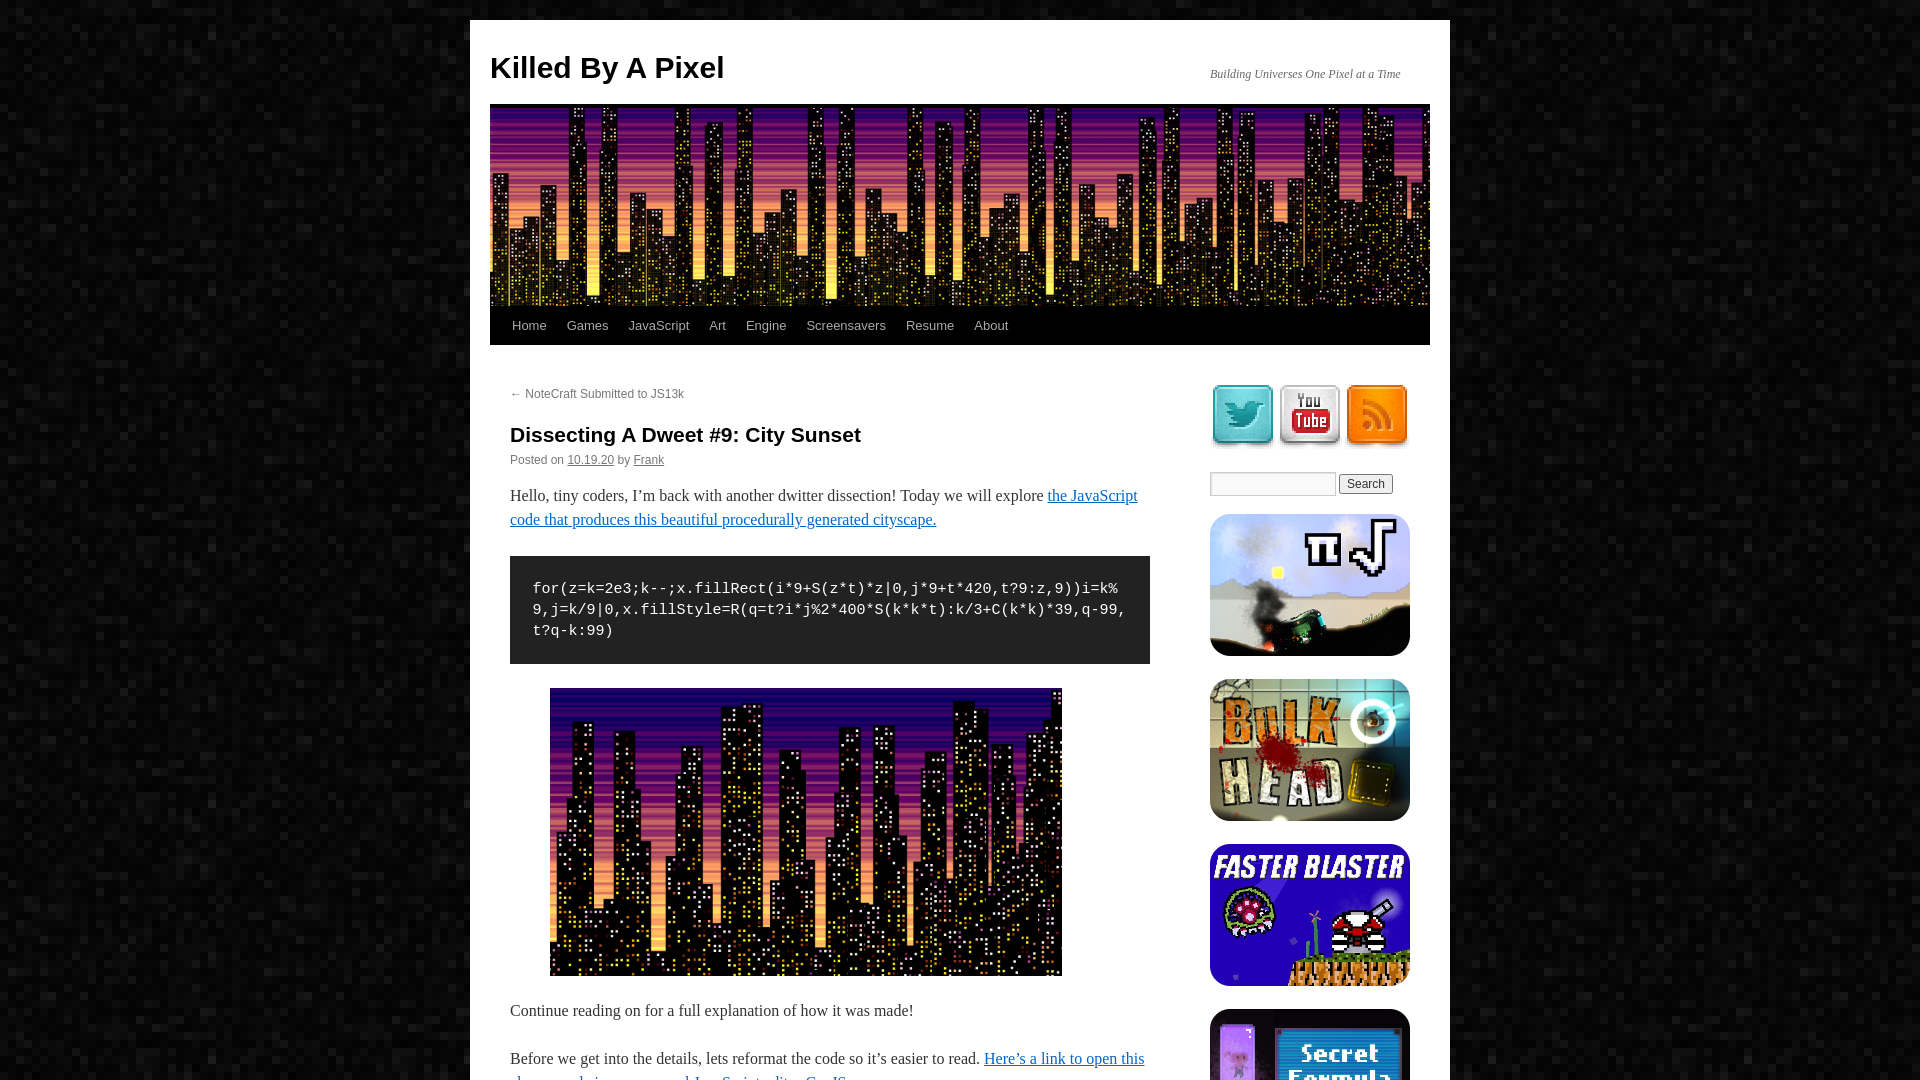 Killed By A Pixel
Building Universes One Pixel at a Time
Home Games JavaScript Art Engine Screensavers Resume About
← NoteCraft Submitted to JS13k
Dissecting A Dweet #9: City Sunset
Posted on 10.19.20 by Frank
Hello, tiny coders, I’m back with another dwitter dissection! Today we will explore the JavaScript
code that produces this beautiful procedurally generated cityscape.
for(z=k=2e3;k--;x.fillRect(i*9+S(z*t)*z|0,j*9+t*420,t?9:z,9))i=k%
9,j=k/9|0,x.fillStyle=R(q=t?i*j%2*400*S(k*k*t):k/3+C(k*k)*39,q-99,
t?q-k:99)
Continue reading on for a full explanation of how it was made!
Before we get into the details, lets reformat the code so it’s easier to read. Here’s a link to open this
You
Tube
Search
π√
BULK
HEAD
FASTER BLASTER
Secret
Formula